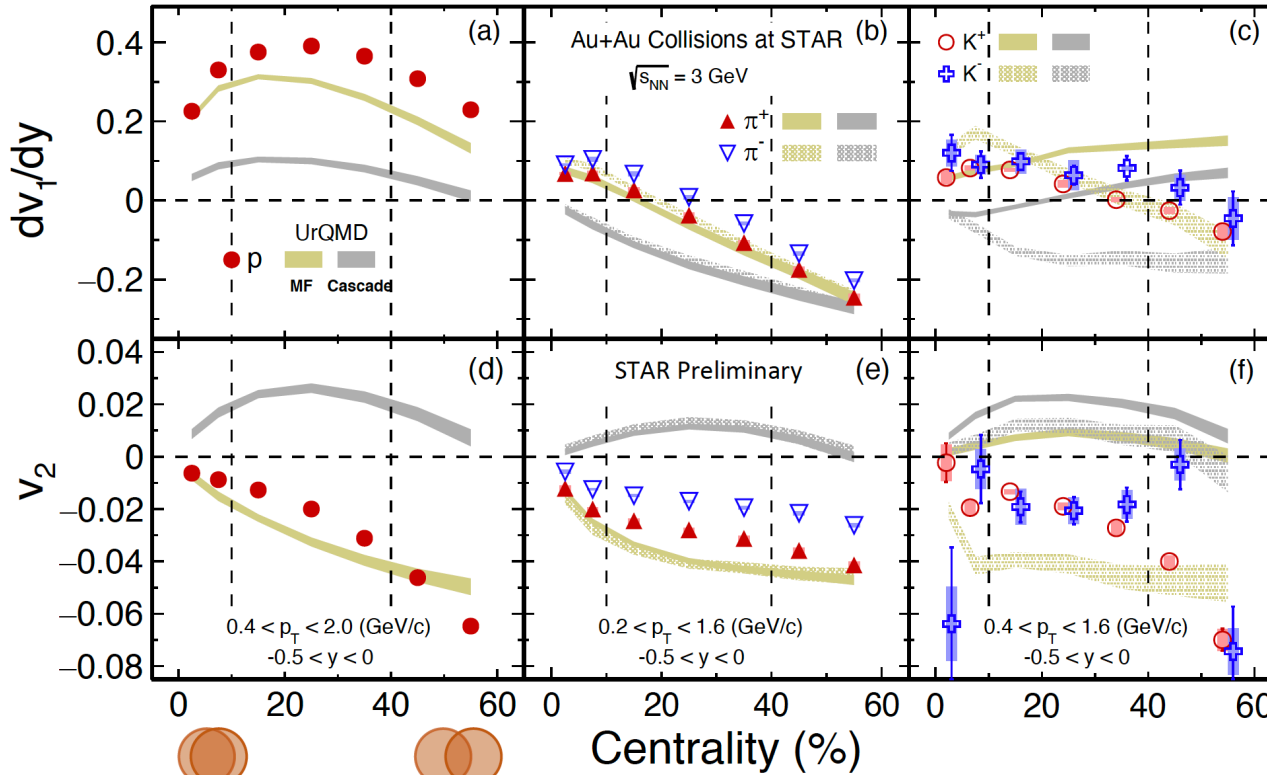 dv₁/dy
0.4
0.2
0
−0.2
(a)
UrQMD
p
MF Cascade
Au+Au Collisions at STAR (b)
√sNN = 3 GeV
π+
π-
(c)
K+
K-
v₂
0.04
0.02
0
−0.02
−0.04
−0.06
−0.08
(d)
0.4 < pT < 2.0 (GeV/c)
-0.5 < y < 0
STAR Preliminary (e)
0.2 < pT < 1.6 (GeV/c)
-0.5 < y < 0
(f)
0.4 < pT < 1.6 (GeV/c)
-0.5 < y < 0
0 20 40 60 0 20 40 60 0 20 40 60
Centrality (%)